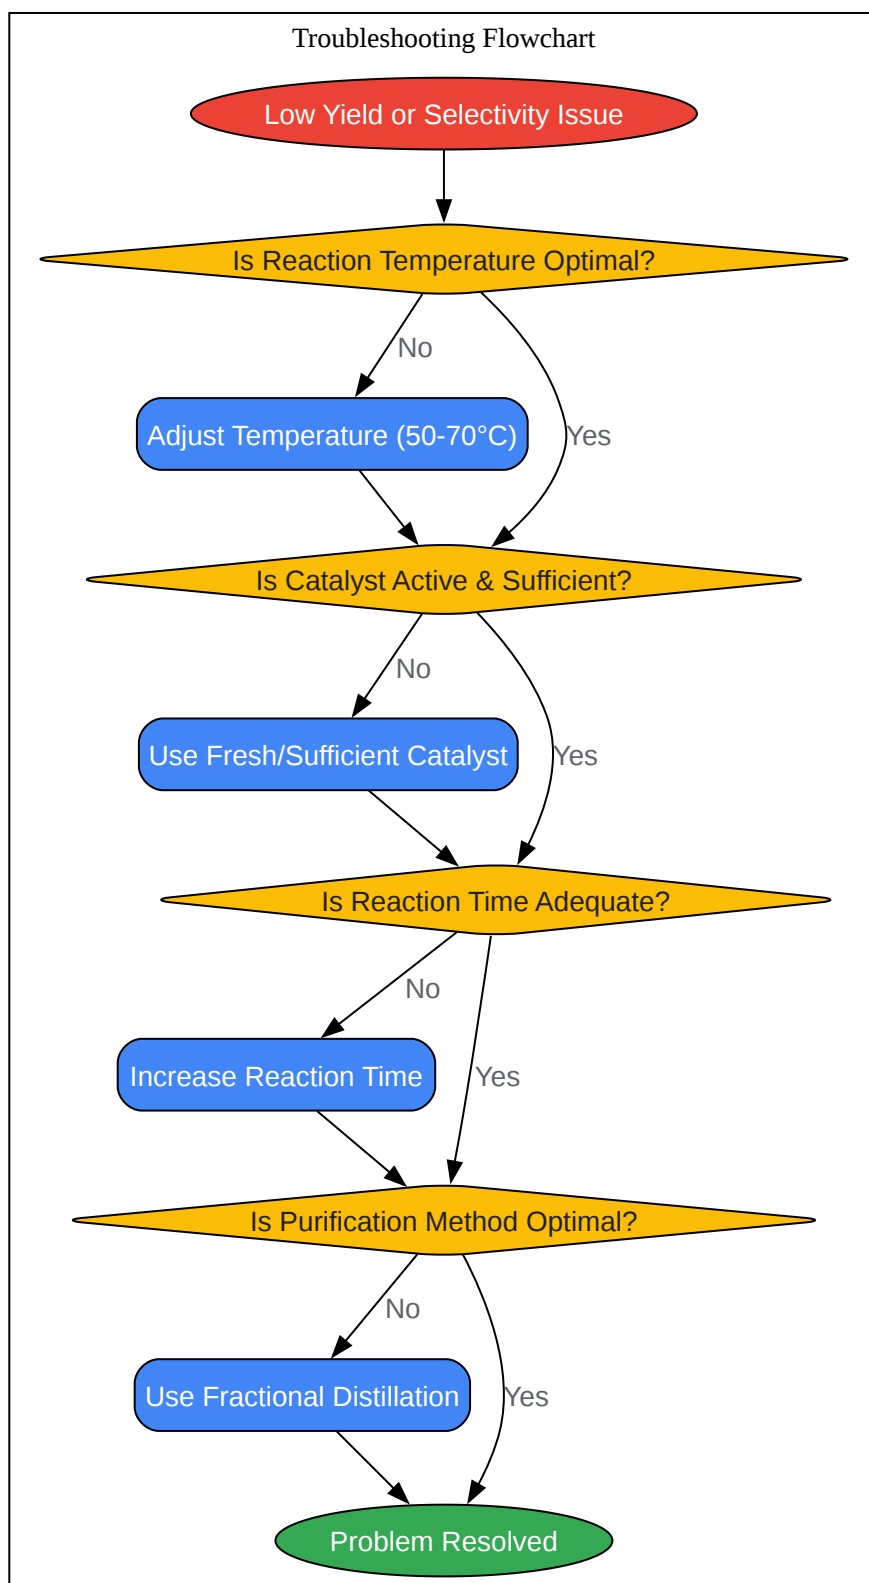 Troubleshooting Flowchart
Low Yield or Selectivity Issue
Is Reaction Temperature Optimal?
No
Adjust Temperature (50-70°C)
Yes
Is Catalyst Active & Sufficient?
No
Use Fresh/Sufficient Catalyst
Yes
Is Reaction Time Adequate?
No
Increase Reaction Time
Yes
Is Purification Method Optimal?
No
Use Fractional Distillation
Yes
Problem Resolved